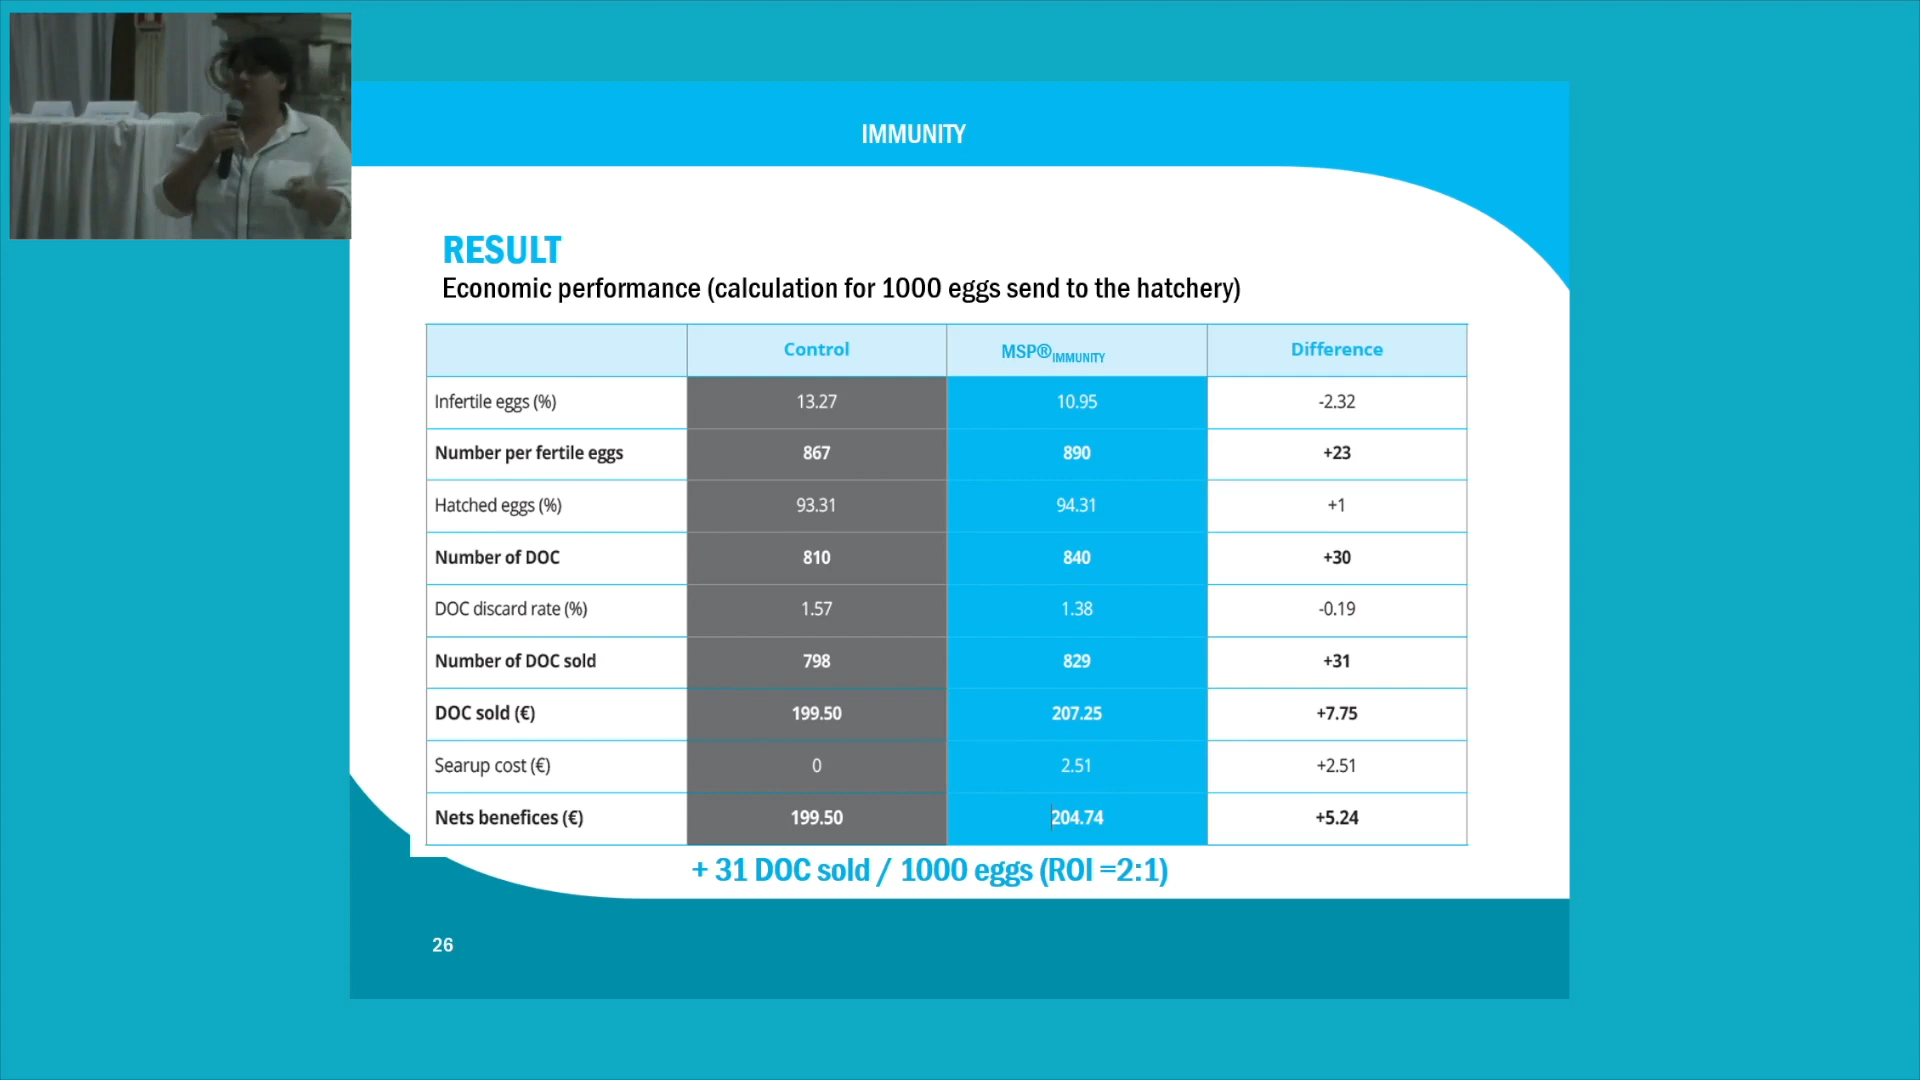 IMMUNITY
RESULT
Economic performance (calculation for 1000 eggs send to the hatchery)
Control MSP®IMMUNITY Difference
Infertile eggs (%) 13.27 10.95 -2.32
Number per fertile eggs 867 890 +23
Hatched eggs (%) 93.31 94.31 +1
Number of DOC 810 840 +30
DOC discard rate (%) 1.57 1.38 -0.19
Number of DOC sold 798 829 +31
DOC sold (€) 199.50 207.25 +7.75
Searup cost (€) 0 2.51 +2.51
Nets benefices (€) 199.50 204.74 +5.24
+ 31 DOC sold / 1000 eggs (ROI =2:1)
26